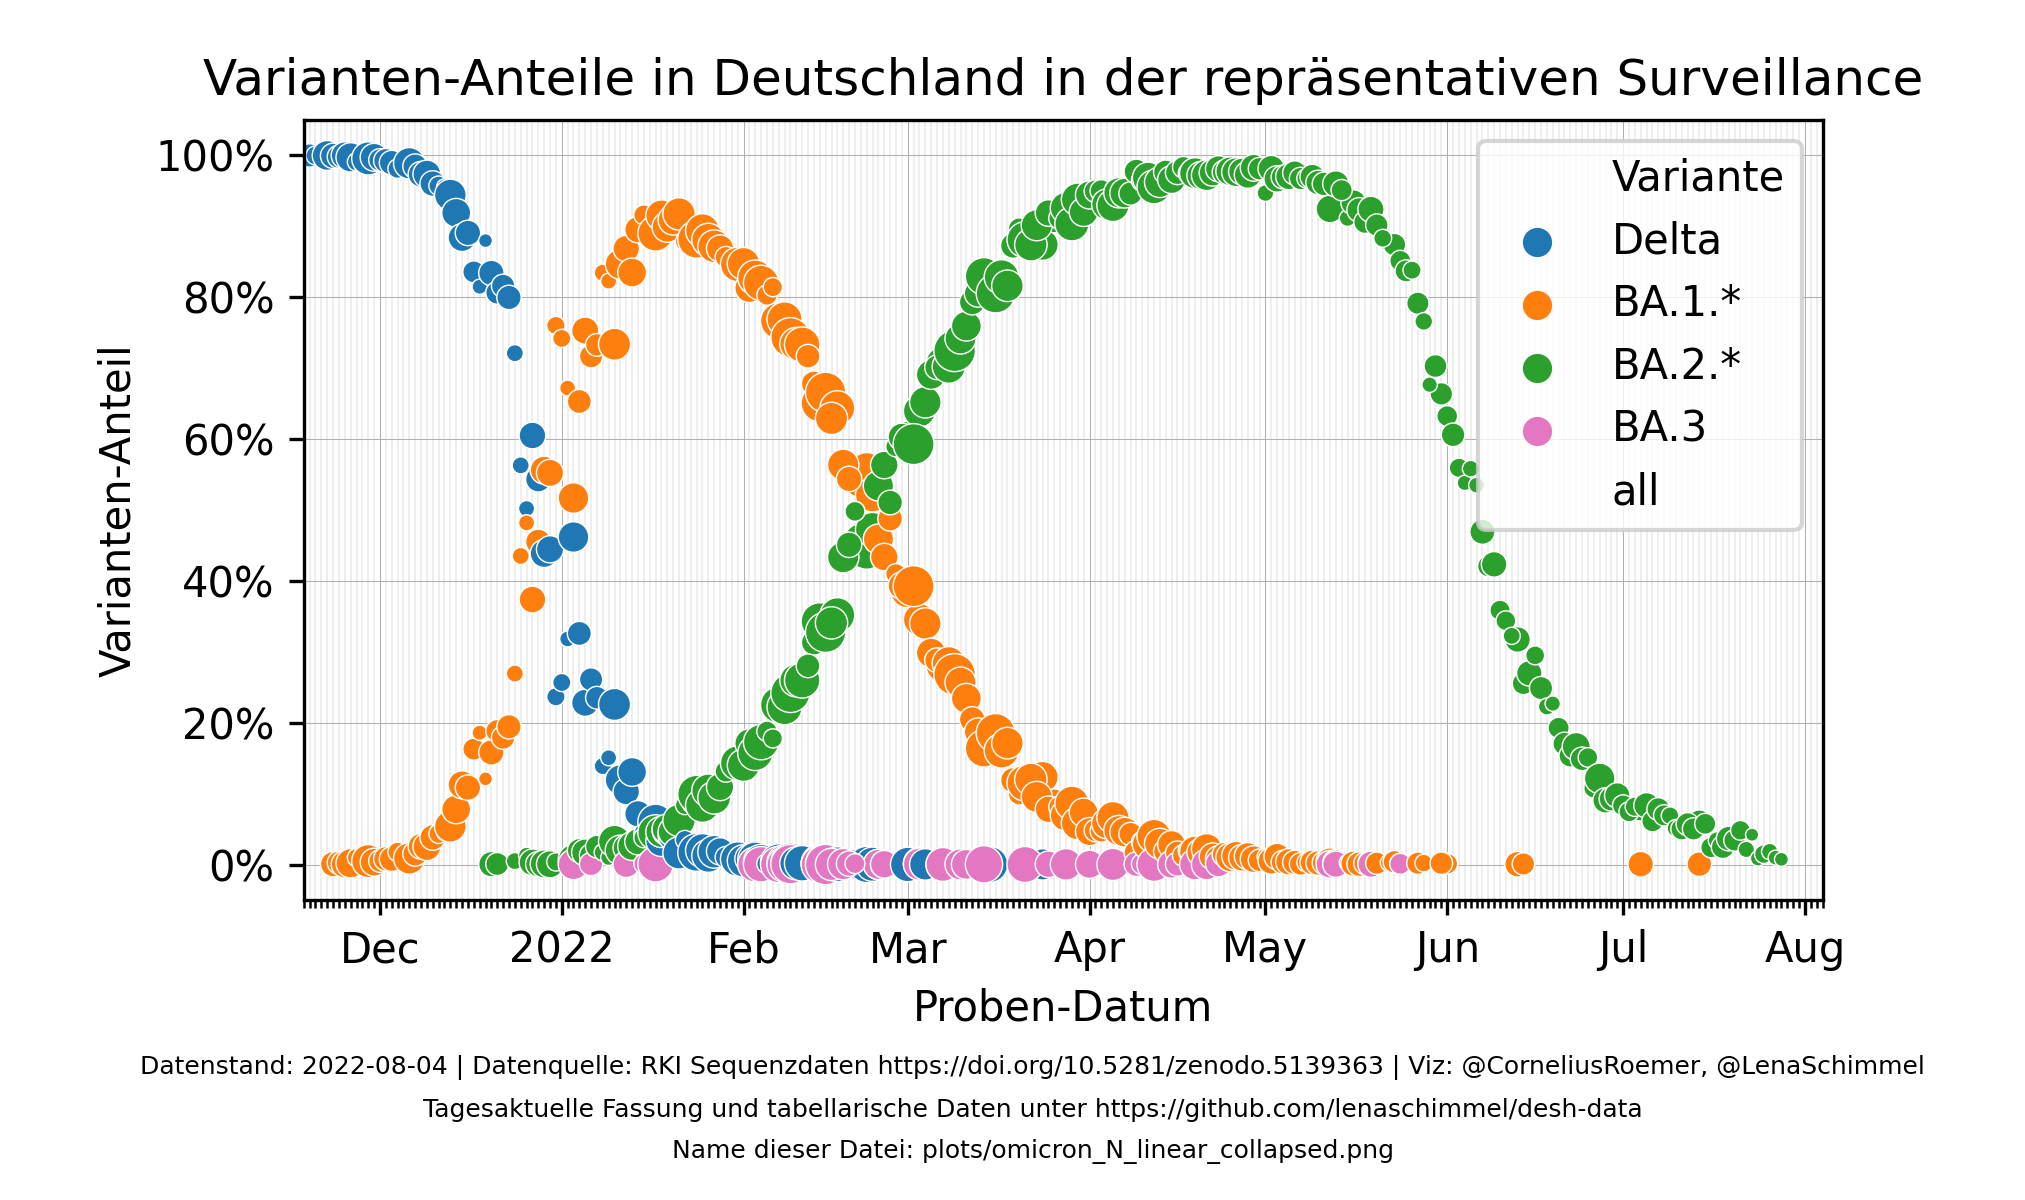 Varianten-Anteile in Deutschland in der repräsentativen Surveillance
Varianten-Anteil
100%
80%
60%
40%
20%
0%
Variante
Delta
BA.1.*
BA.2.*
BA.3
all
Dec 2022 Feb Mar Apr May Jun Jul Aug
Proben-Datum
Datenstand: 2022-08-04 | Datenquelle: RKI Sequenzdaten https://doi.org/10.5281/zenodo.5139363 | Viz: @CorneliusRoemer, @LenaSchimmel
Tagesaktuelle Fassung und tabellarische Daten unter https://github.com/lenaschimmel/desh-data
Name dieser Datei: plots/omicron_N_linear_collapsed.png